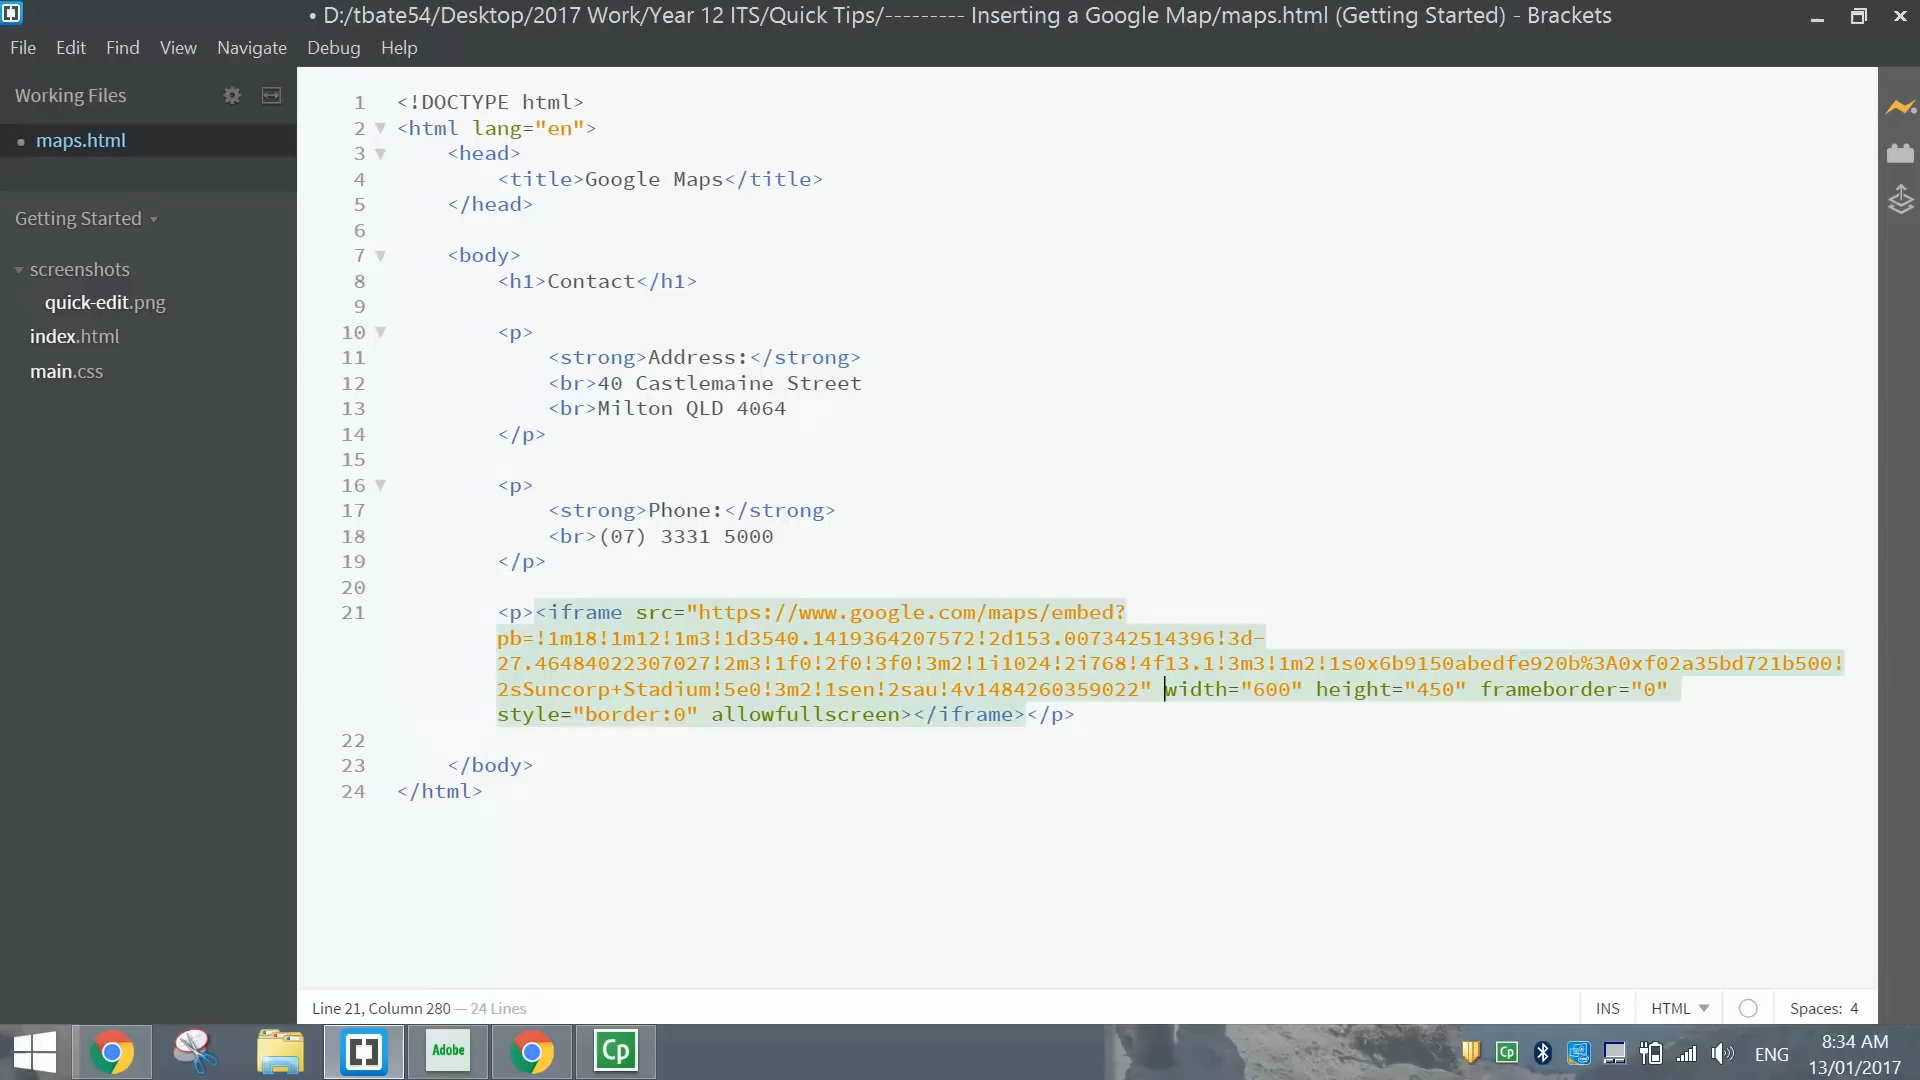 • D:/tbate54/Desktop/2017 Work/Year 12 ITS/Quick Tips/--------- Inserting a Google Map/maps.html (Getting Started) - Brackets
File Edit Find View Navigate Debug Help
Working Files
• maps.html
Getting Started
screenshots
quick-edit.png
index.html
main.css
1 <!DOCTYPE html>
2 <html lang="en">
3 <head>
4 <title>Google Maps</title>
5 </head>
6
7 <body>
8 <h1>Contact</h1>
9
10 <p>
11 <strong>Address:</strong>
12 <br>40 Castlemaine Street
13 <br>Milton QLD 4064
14 </p>
15
16 <p>
17 <strong>Phone:</strong>
18 <br>(07) 3331 5000
19 </p>
20
21 <p><iframe src="https://www.google.com/maps/embed?
pb=!1m18!1m12!1m3!1d3540.1419364207572!2d153.007342514396!3d-
27.46484022307027!2m3!1f0!2f0!3f0!3m2!1i1024!2i768!4f13.1!3m3!1m2!1s0x6b9150abedfe920b%3A0xf02a35bd721b500!
2sSuncorp+Stadium!5e0!3m2!1sen!2sau!4v1484260359022" width="600" height="450" frameborder="0"
style="border:0" allowfullscreen></iframe></p>
22
23 </body>
24 </html>
Line 21, Column 280 — 24 Lines
INS HTML Spaces: 4
Adobe
Cp
Cp
ENG
8:34 AM
13/01/2017